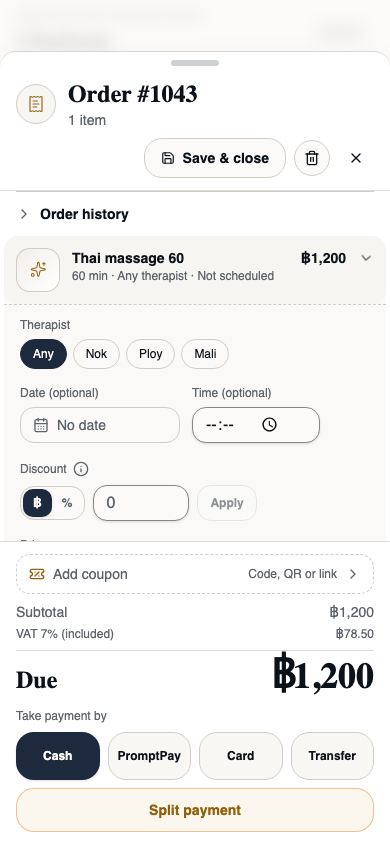 Order #1043
1 item
Save & close
Order history
Thai massage 60
฿1,200
60 min · Any therapist · Not scheduled
Therapist
Any Nok Ploy Mali
Date (optional) Time (optional)
No date --:--
Discount
฿ % 0 Apply
Add coupon Code, QR or link
Subtotal ฿1,200
VAT 7% (included) ฿78.50
Due ฿1,200
Take payment by
Cash PromptPay Card Transfer
Split payment